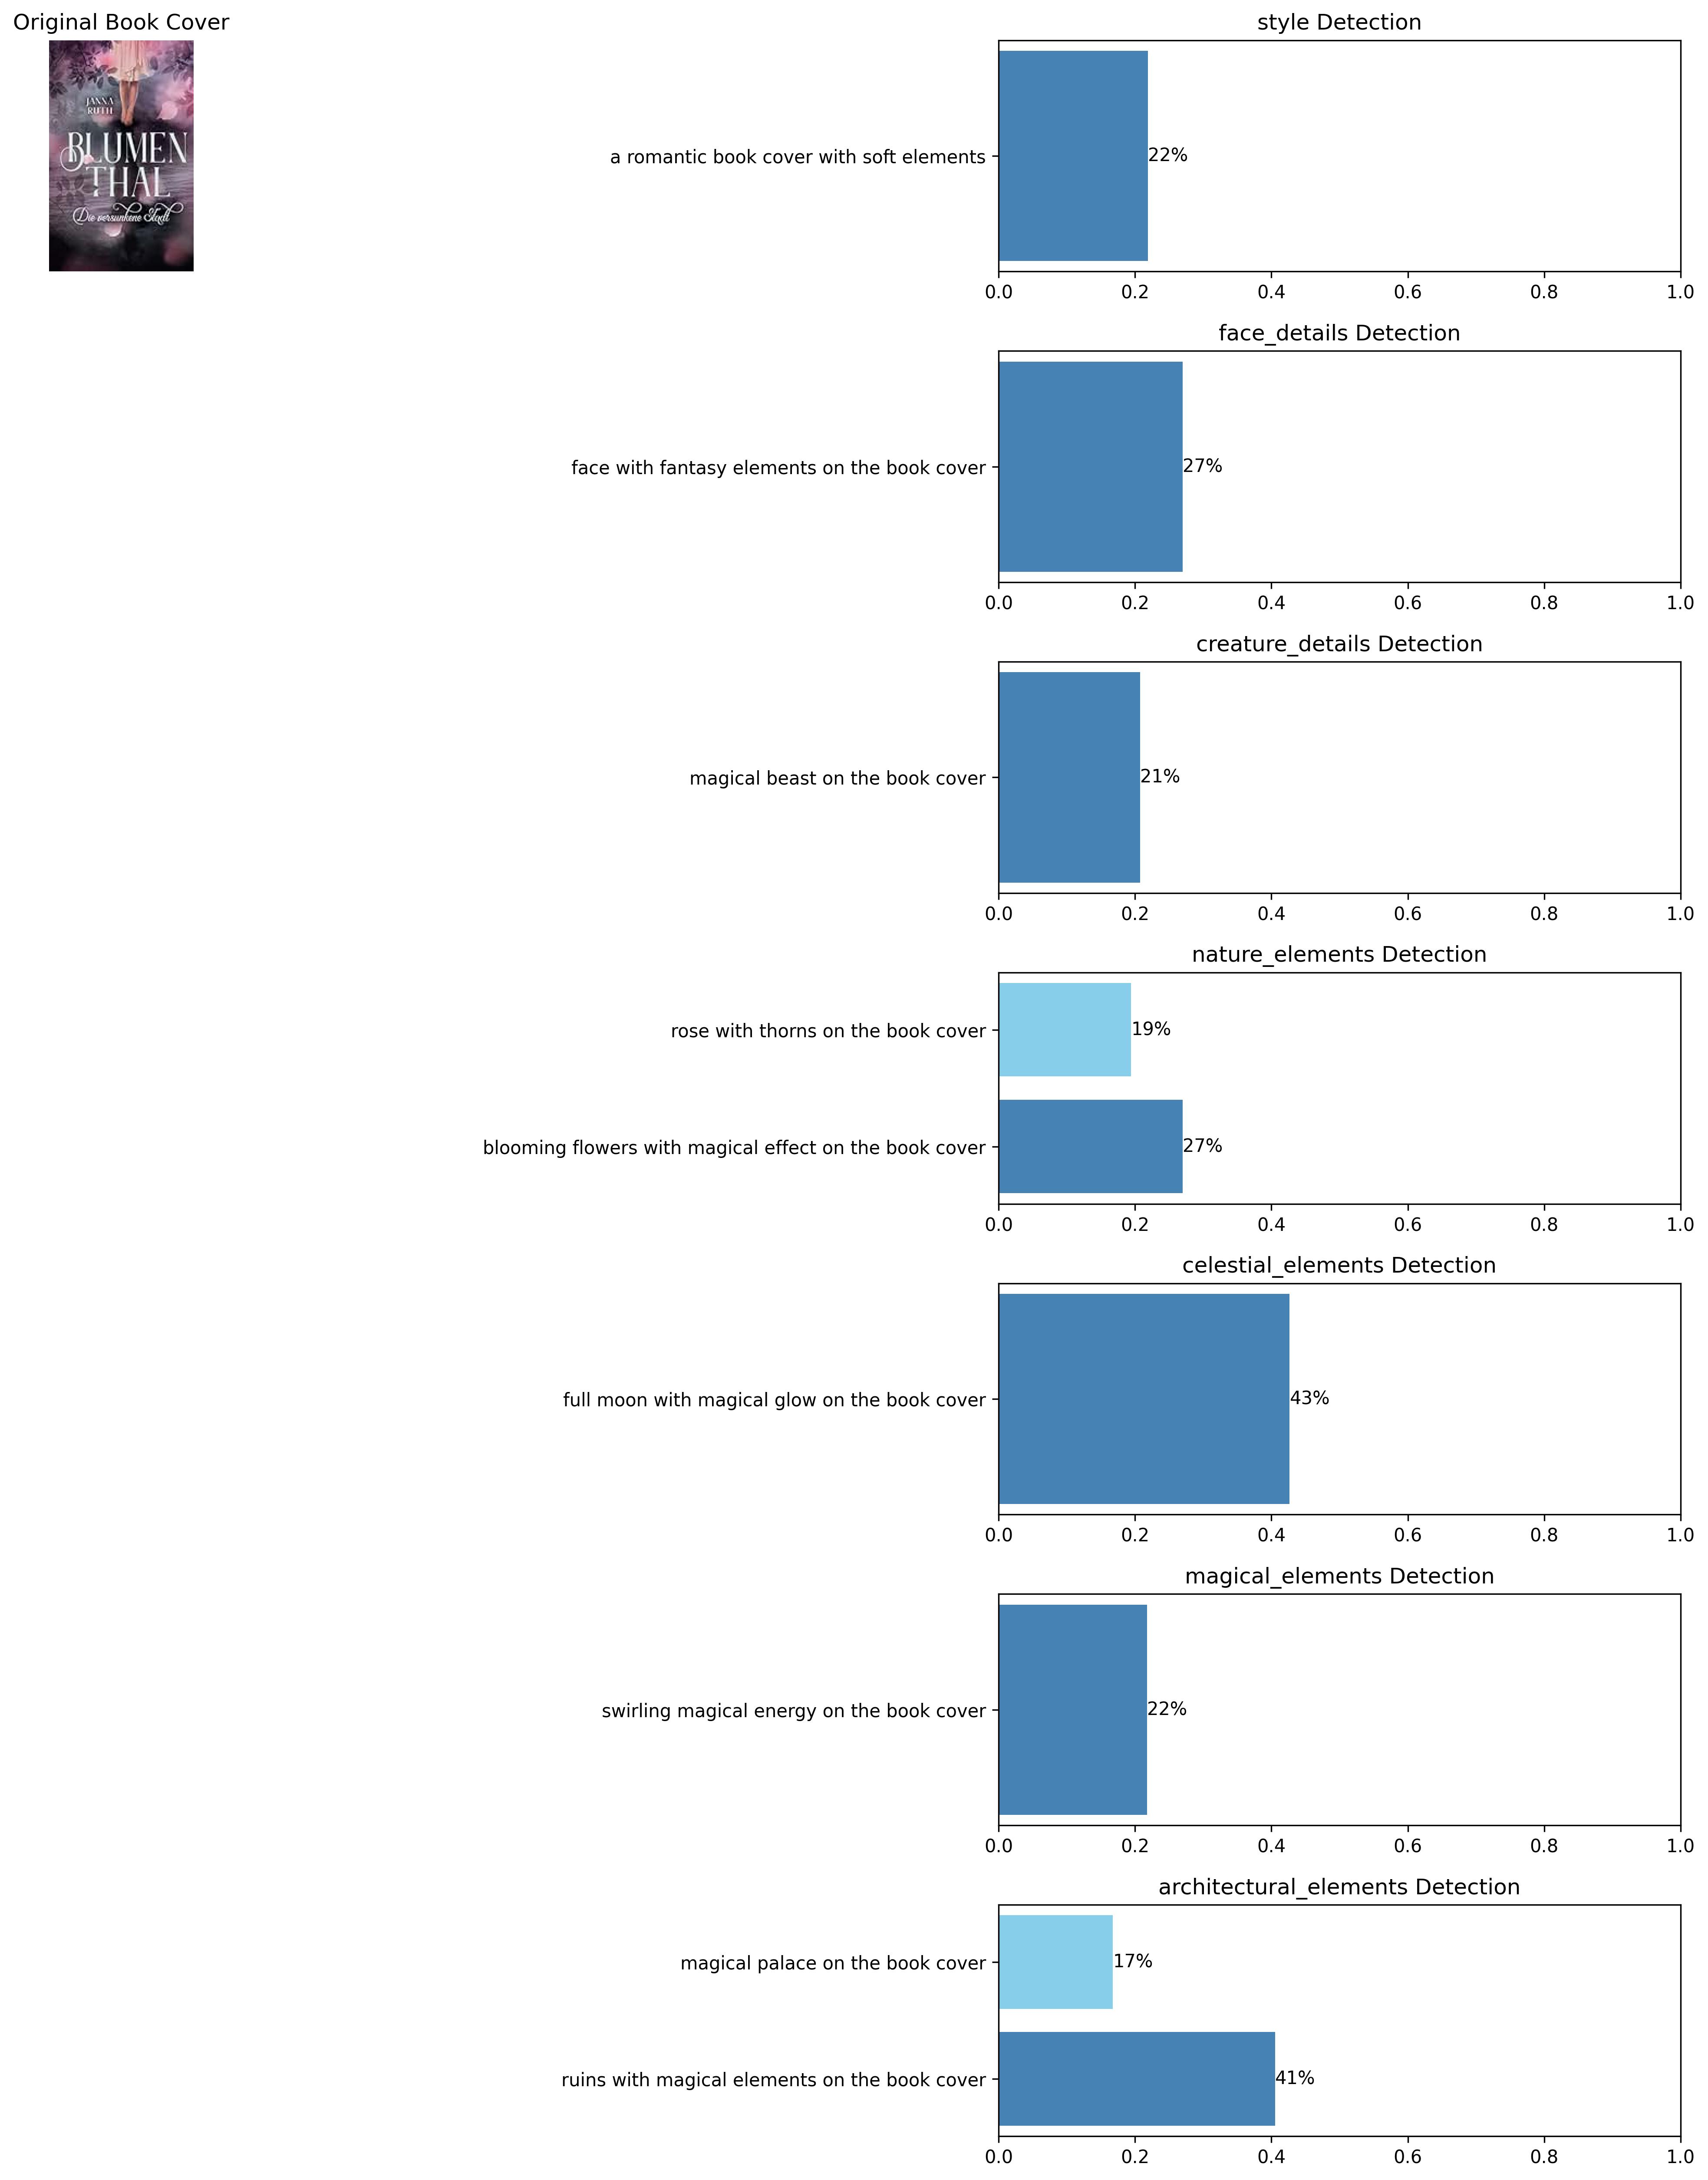 Original Book Cover
JANNA
RUTH
BLUMEN
THAL
Die versunkene Stadt
style Detection
a romantic book cover with soft elements
22%
0.0 0.2 0.4 0.6 0.8 1.0
face_details Detection
face with fantasy elements on the book cover
27%
0.0 0.2 0.4 0.6 0.8 1.0
creature_details Detection
magical beast on the book cover
21%
0.0 0.2 0.4 0.6 0.8 1.0
nature_elements Detection
rose with thorns on the book cover
19%
blooming flowers with magical effect on the book cover
27%
0.0 0.2 0.4 0.6 0.8 1.0
celestial_elements Detection
full moon with magical glow on the book cover
43%
0.0 0.2 0.4 0.6 0.8 1.0
magical_elements Detection
swirling magical energy on the book cover
22%
0.0 0.2 0.4 0.6 0.8 1.0
architectural_elements Detection
magical palace on the book cover
17%
ruins with magical elements on the book cover
41%
0.0 0.2 0.4 0.6 0.8 1.0